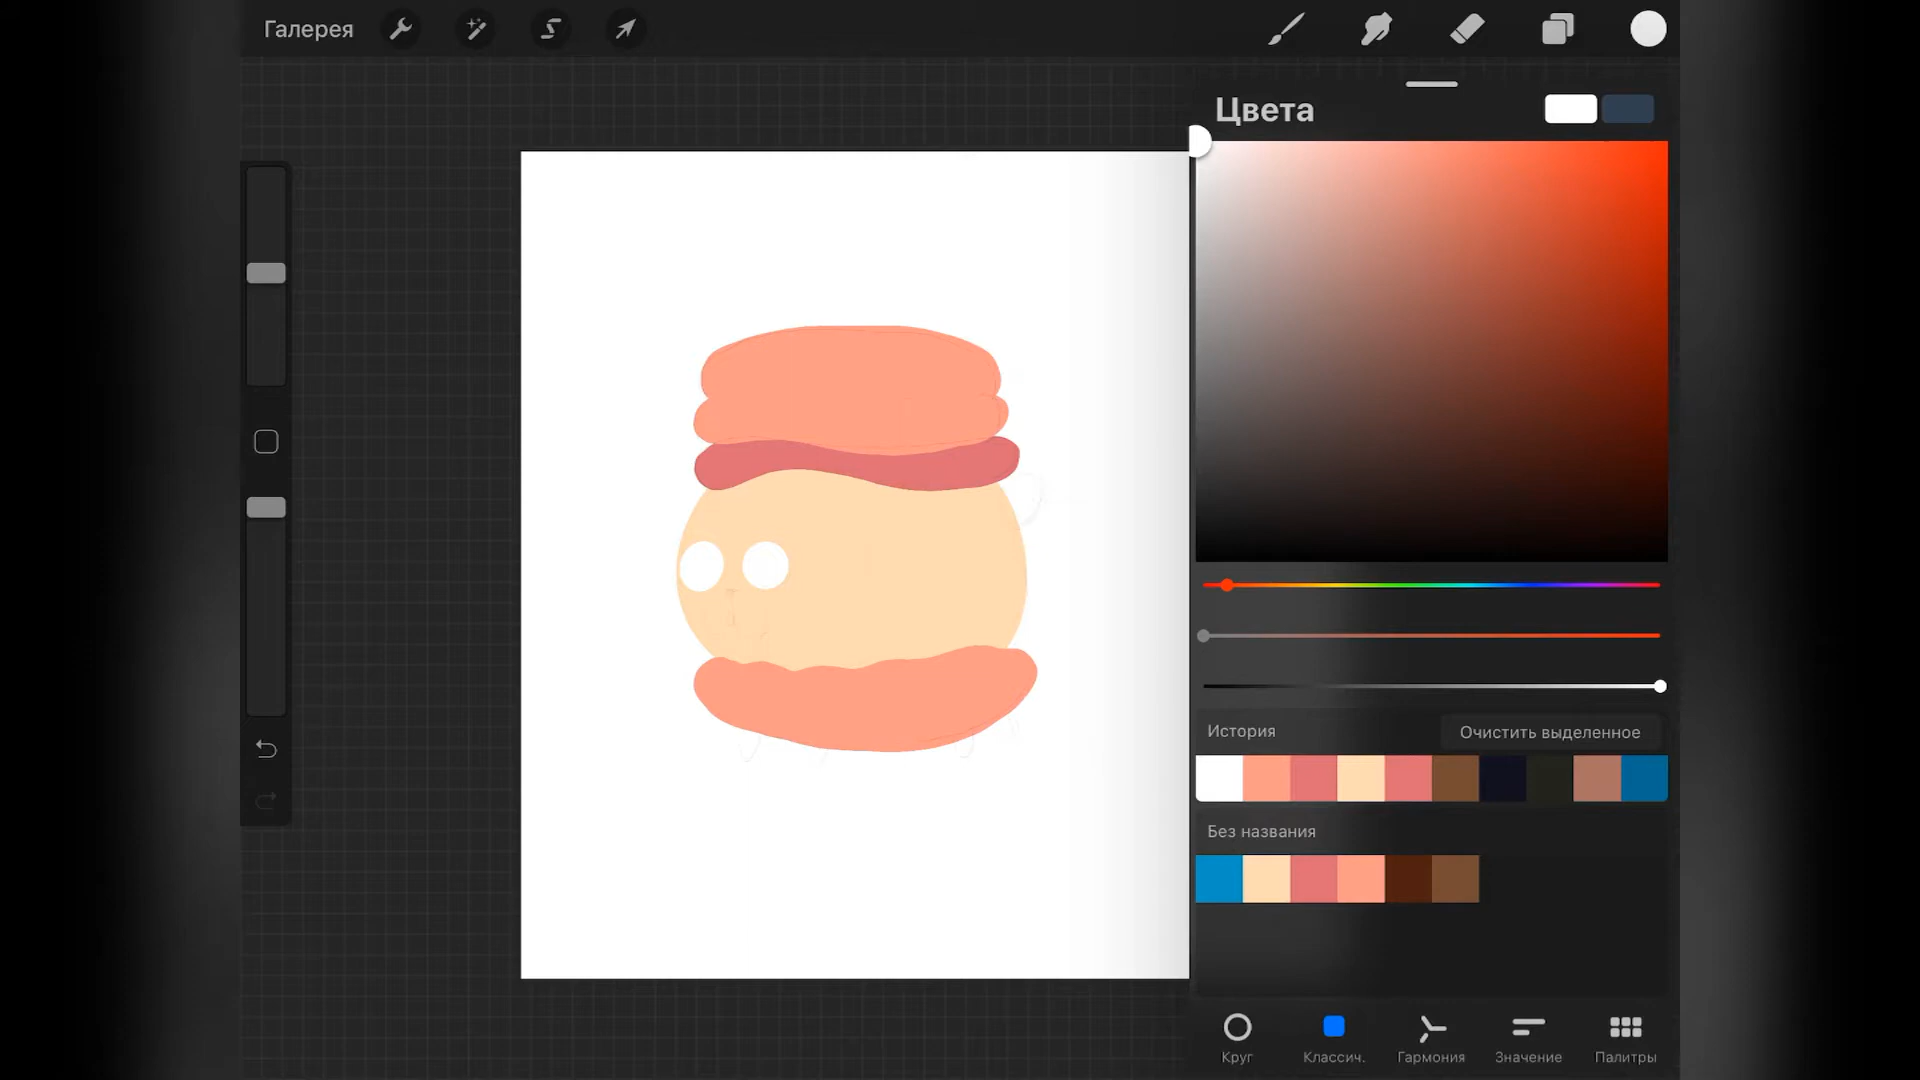 Галерея
Цвета
История
Очистить выделенное
Без названия
Круг
Классич.
Гармония
Значение
Палитры